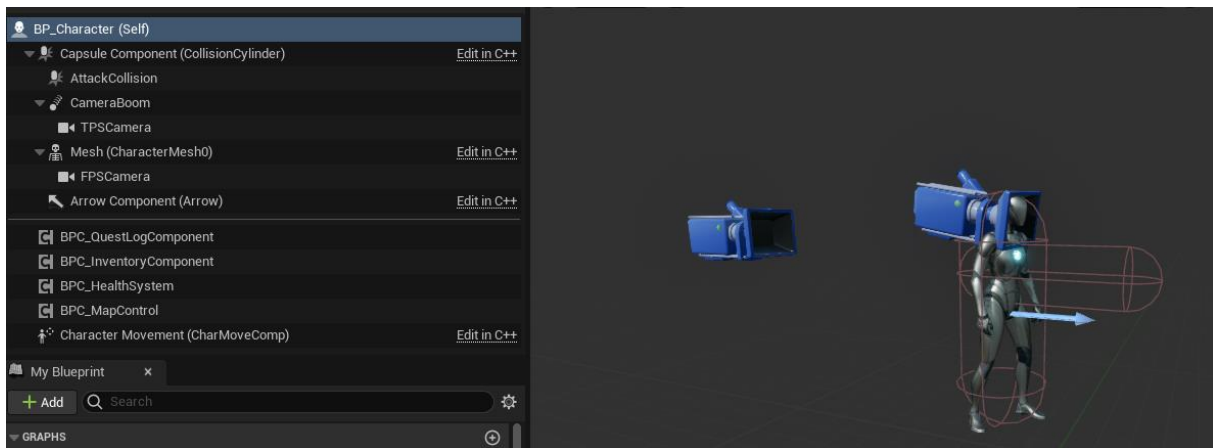 BP_Character (Self)
Capsule Component (CollisionCylinder) Edit in C++
AttackCollision
CameraBoom
TPSCamera
Mesh (CharacterMesh0) Edit in C++
FPSCamera
Arrow Component (Arrow) Edit in C++
BPC_QuestLogComponent
BPC_InventoryComponent
BPC_HealthSystem
BPC_MapControl
Character Movement (CharMoveComp) Edit in C++
My Blueprint
Add Search
GRAPHS